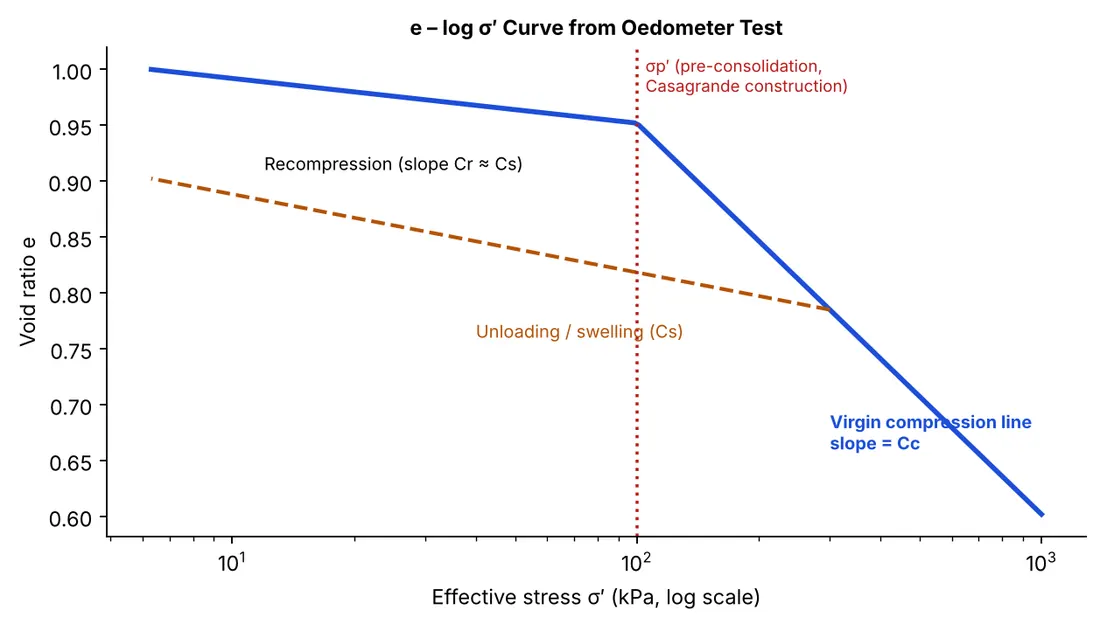 e – log σ′ Curve from Oedometer Test
σp′ (pre-consolidation,
Casagrande construction)
Recompression (slope Cr ≈ Cs)
Unloading / swelling (Cs)
Virgin compression line
slope = Cc
Void ratio e
1.00
0.95
0.90
0.85
0.80
0.75
0.70
0.65
0.60
10¹
10²
10³
Effective stress σ′ (kPa, log scale)